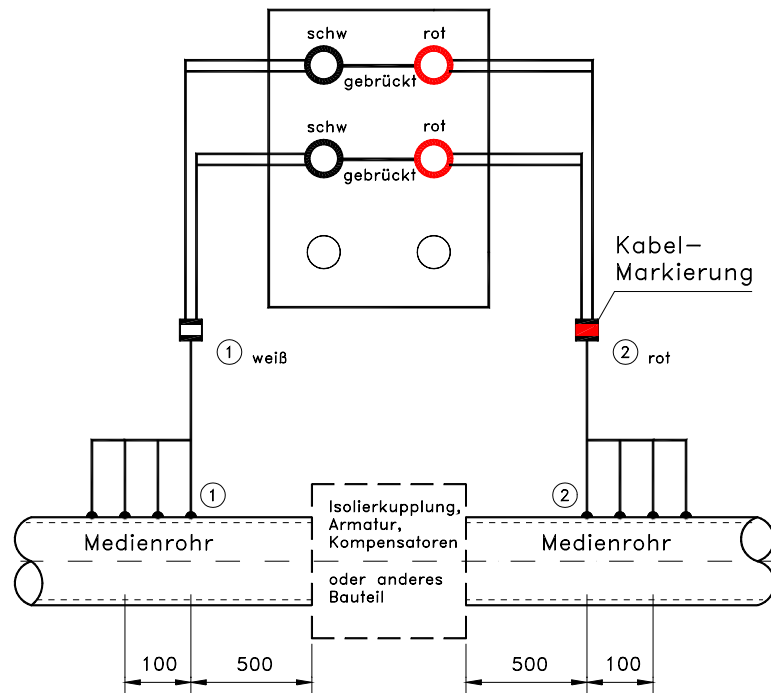 schw rot
gebrückt
schw rot
gebrückt
Kabel–
Markierung
1 weiß
2 rot
1
2
Medienrohr
Isolierkupplung,
Armatur,
Kompensatoren
oder anderes
Bauteil
Medienrohr
100 500 500 100